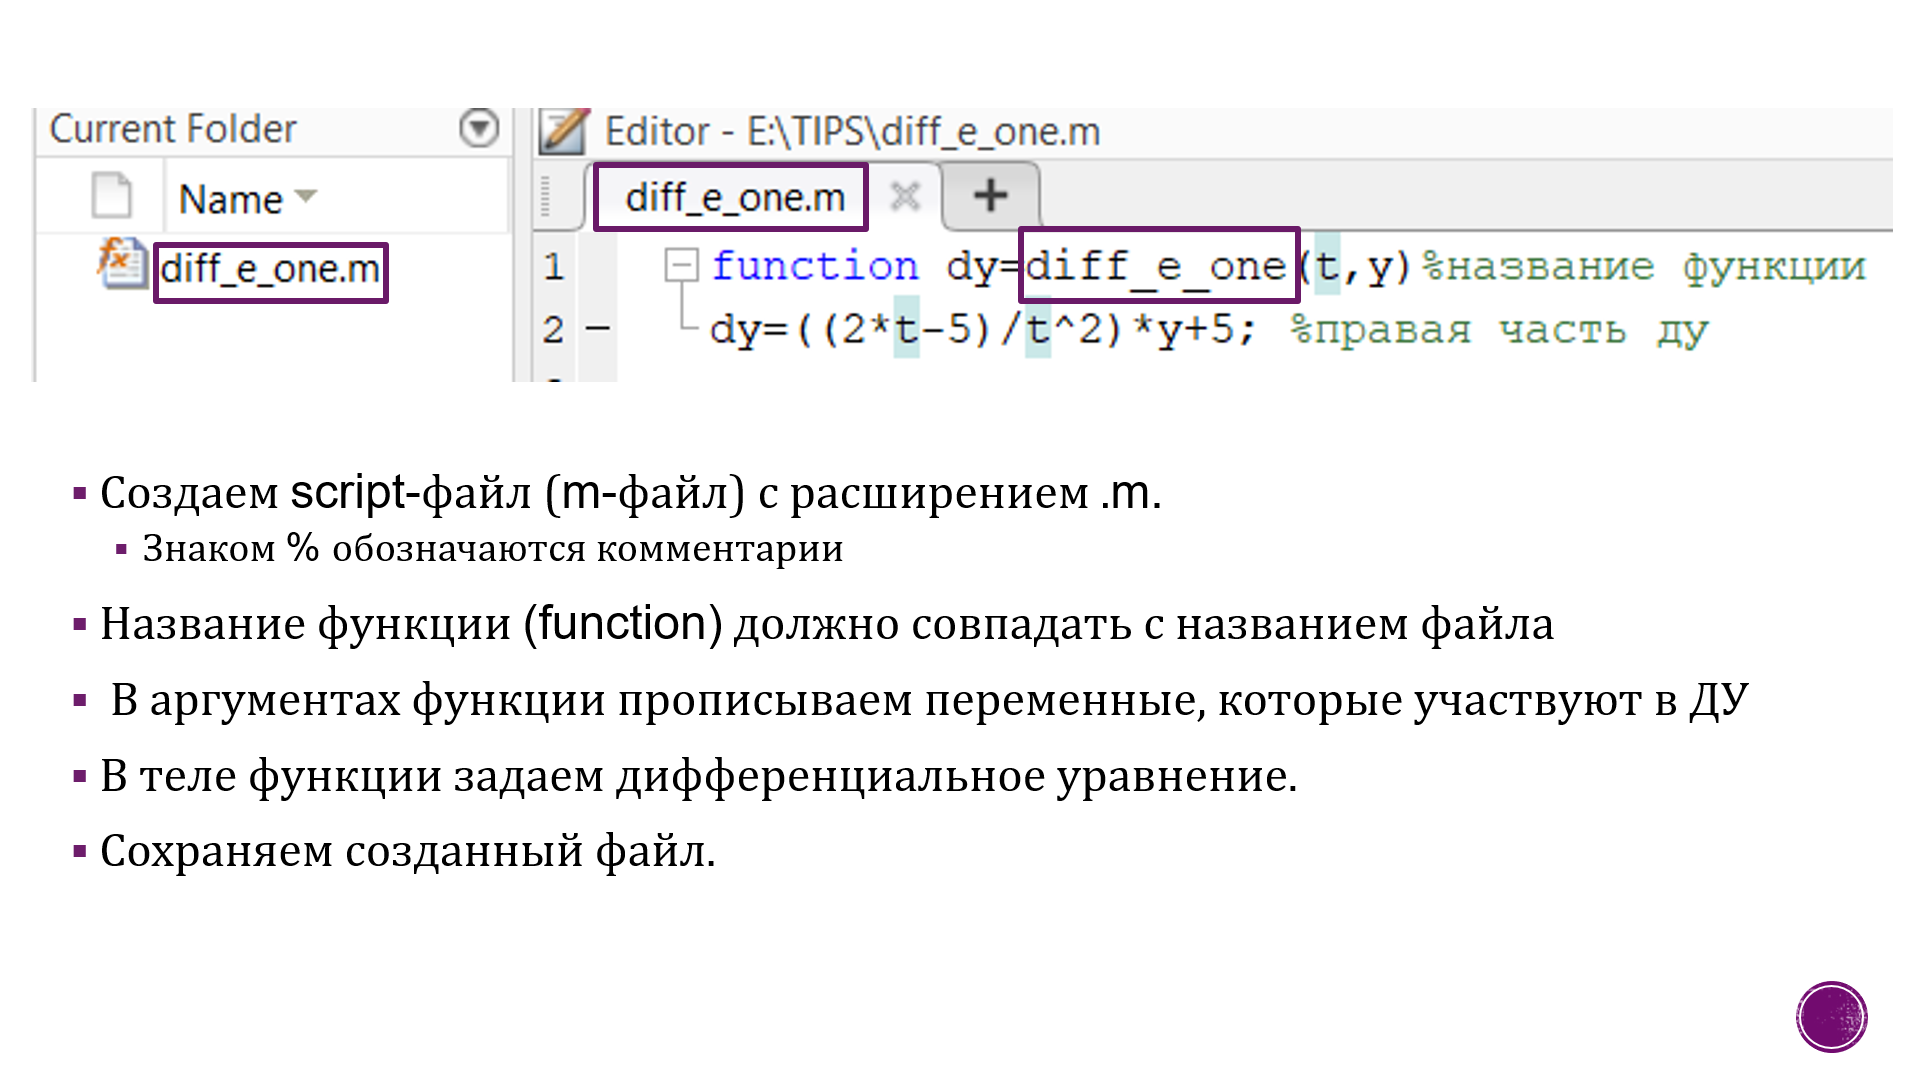 Current Folder
Editor - E:\TIPS\diff_e_one.m
Name
diff_e_one.m
diff_e_one.m
1 function dy=diff_e_one(t,y)%название функции
2 dy=((2*t-5)/t^2)*y+5; %правая часть ду
Создаем script-файл (m-файл) с расширением .m.
Знаком % обозначаются комментарии
Название функции (function) должно совпадать с названием файла
В аргументах функции прописываем переменные, которые участвуют в ДУ
В теле функции задаем дифференциальное уравнение.
Сохраняем созданный файл.